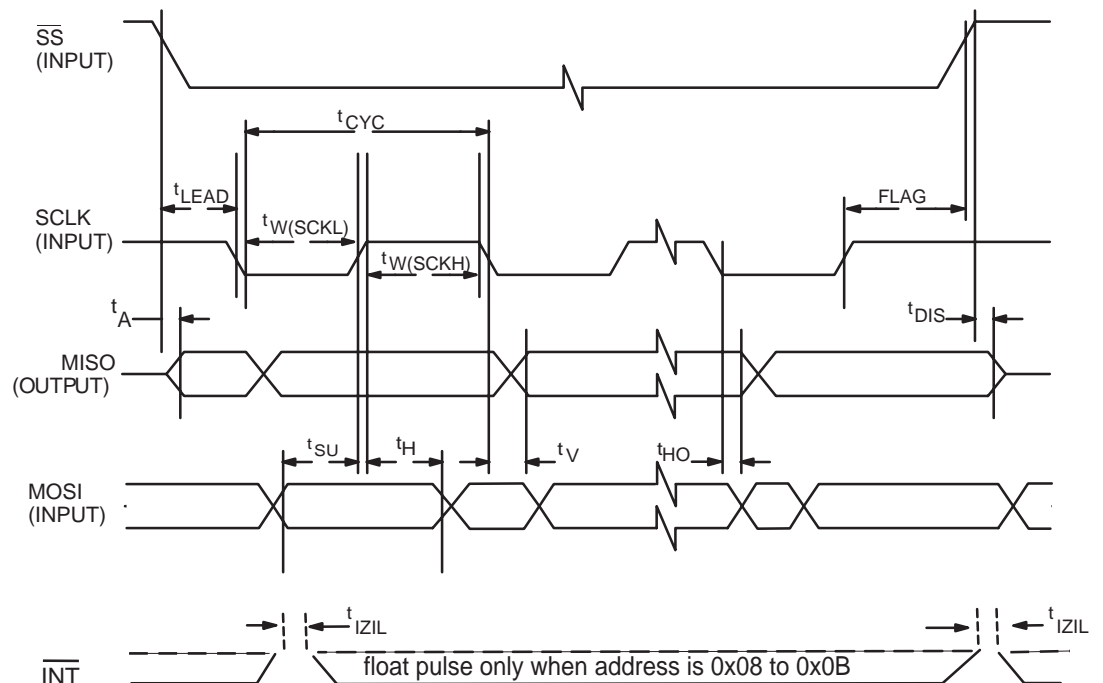 SS
(INPUT)
tCYC
tLEAD
FLAG
SCLK
(INPUT)
tW(SCKL)
tW(SCKH)
tA
tDIS
MISO
(OUTPUT)
tSU
tH
tV
tHO
MOSI
(INPUT)
tIZIL
tIZIL
INT
float pulse only when address is 0x08 to 0x0B